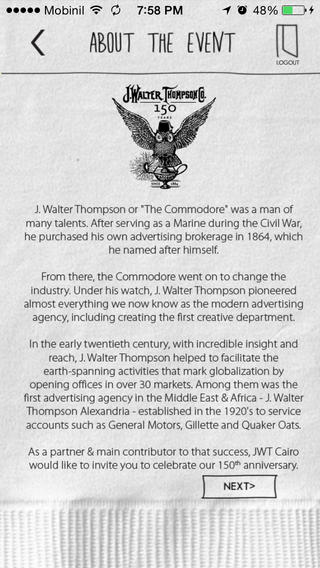 Mobinil 7:58 PM 48%
ABOUT THE EVENT
LOGOUT
J. WALTER THOMPSON CO.
150
YEARS
SINCE 1864
J. Walter Thompson or "The Commodore" was a man of
many talents. After serving as a Marine during the Civil War,
he purchased his own advertising brokerage in 1864, which
he named after himself.
From there, the Commodore went on to change the
industry. Under his watch, J. Walter Thompson pioneered
almost everything we now know as the modern advertising
agency, including creating the first creative department.
In the early twentieth century, with incredible insight and
reach, J. Walter Thompson helped to facilitate the
earth-spanning activities that mark globalization by
opening offices in over 30 markets. Among them was the
first advertising agency in the Middle East & Africa - J. Walter
Thompson Alexandria - established in the 1920's to service
accounts such as General Motors, Gillette and Quaker Oats.
As a partner & main contributor to that success, JWT Cairo
would like to invite you to celebrate our 150th anniversary.
NEXT>